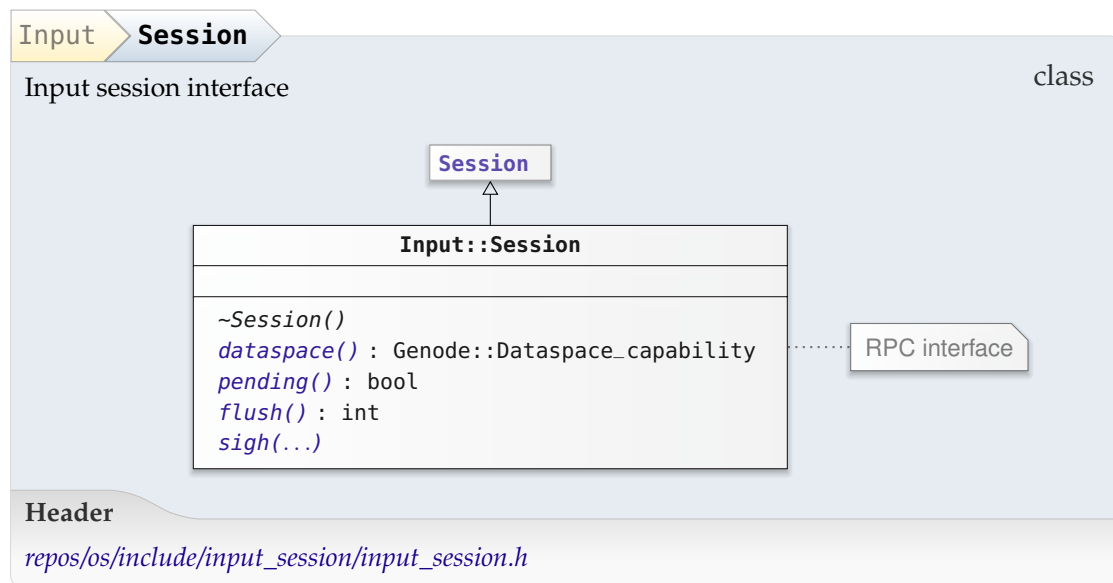 Input Session
Input session interface
class
Session
Input::Session
~Session()
dataspace() : Genode::Dataspace_capability
RPC interface
pending() : bool
flush() : int
sigh(...)
Header
repos/os/include/input_session/input_session.h